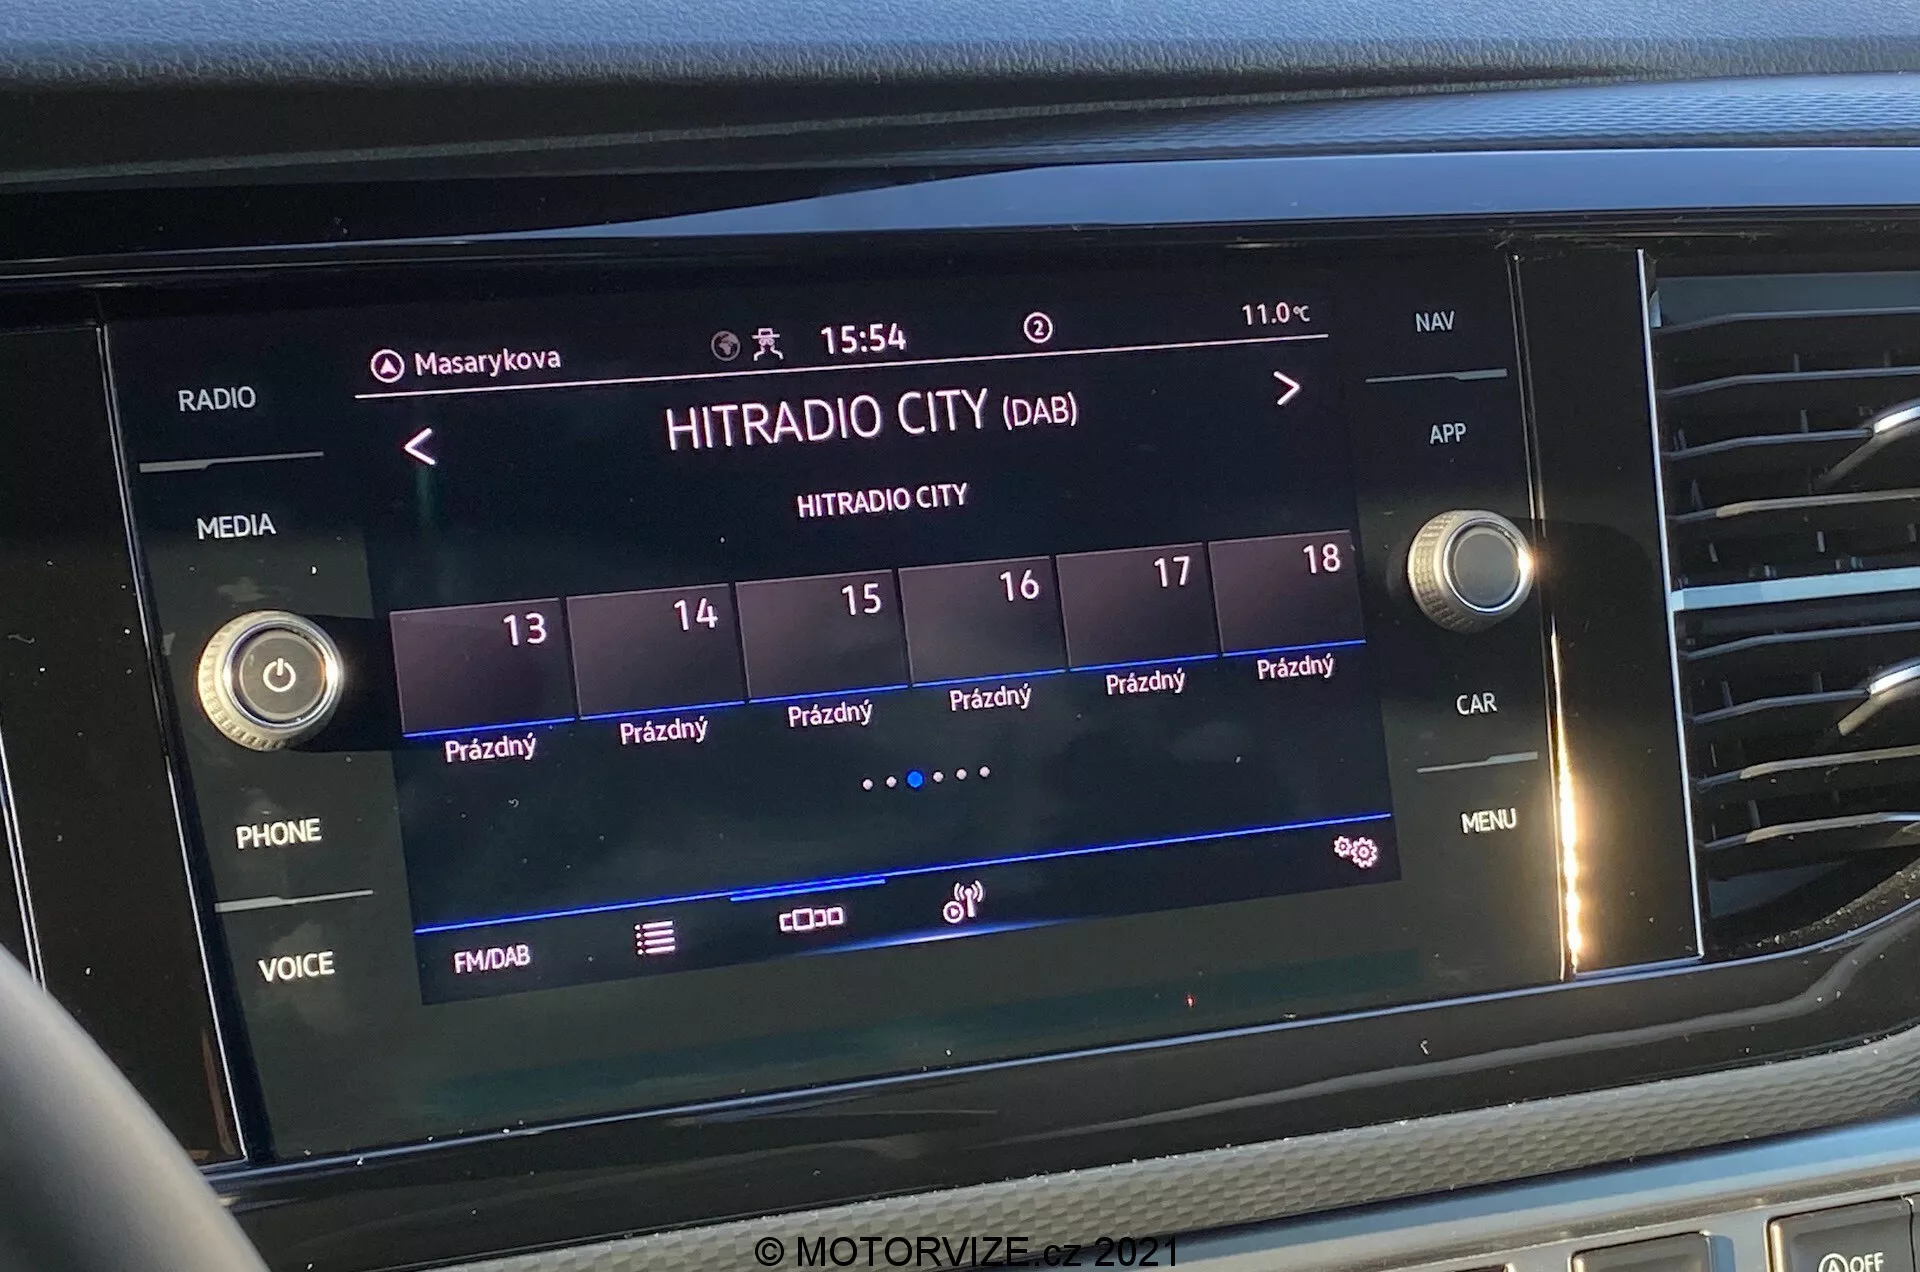 Masarykova 15:54 2 11.0°C
HITRADIO CITY (DAB)
HITRADIO CITY
13 14 15 16 17 18
Prázdný Prázdný Prázdný Prázdný Prázdný Prázdný
FM/DAB
RADIO
MEDIA
PHONE
VOICE
NAV
APP
CAR
MENU
A OFF
© MOTORVIZE.cz 2021